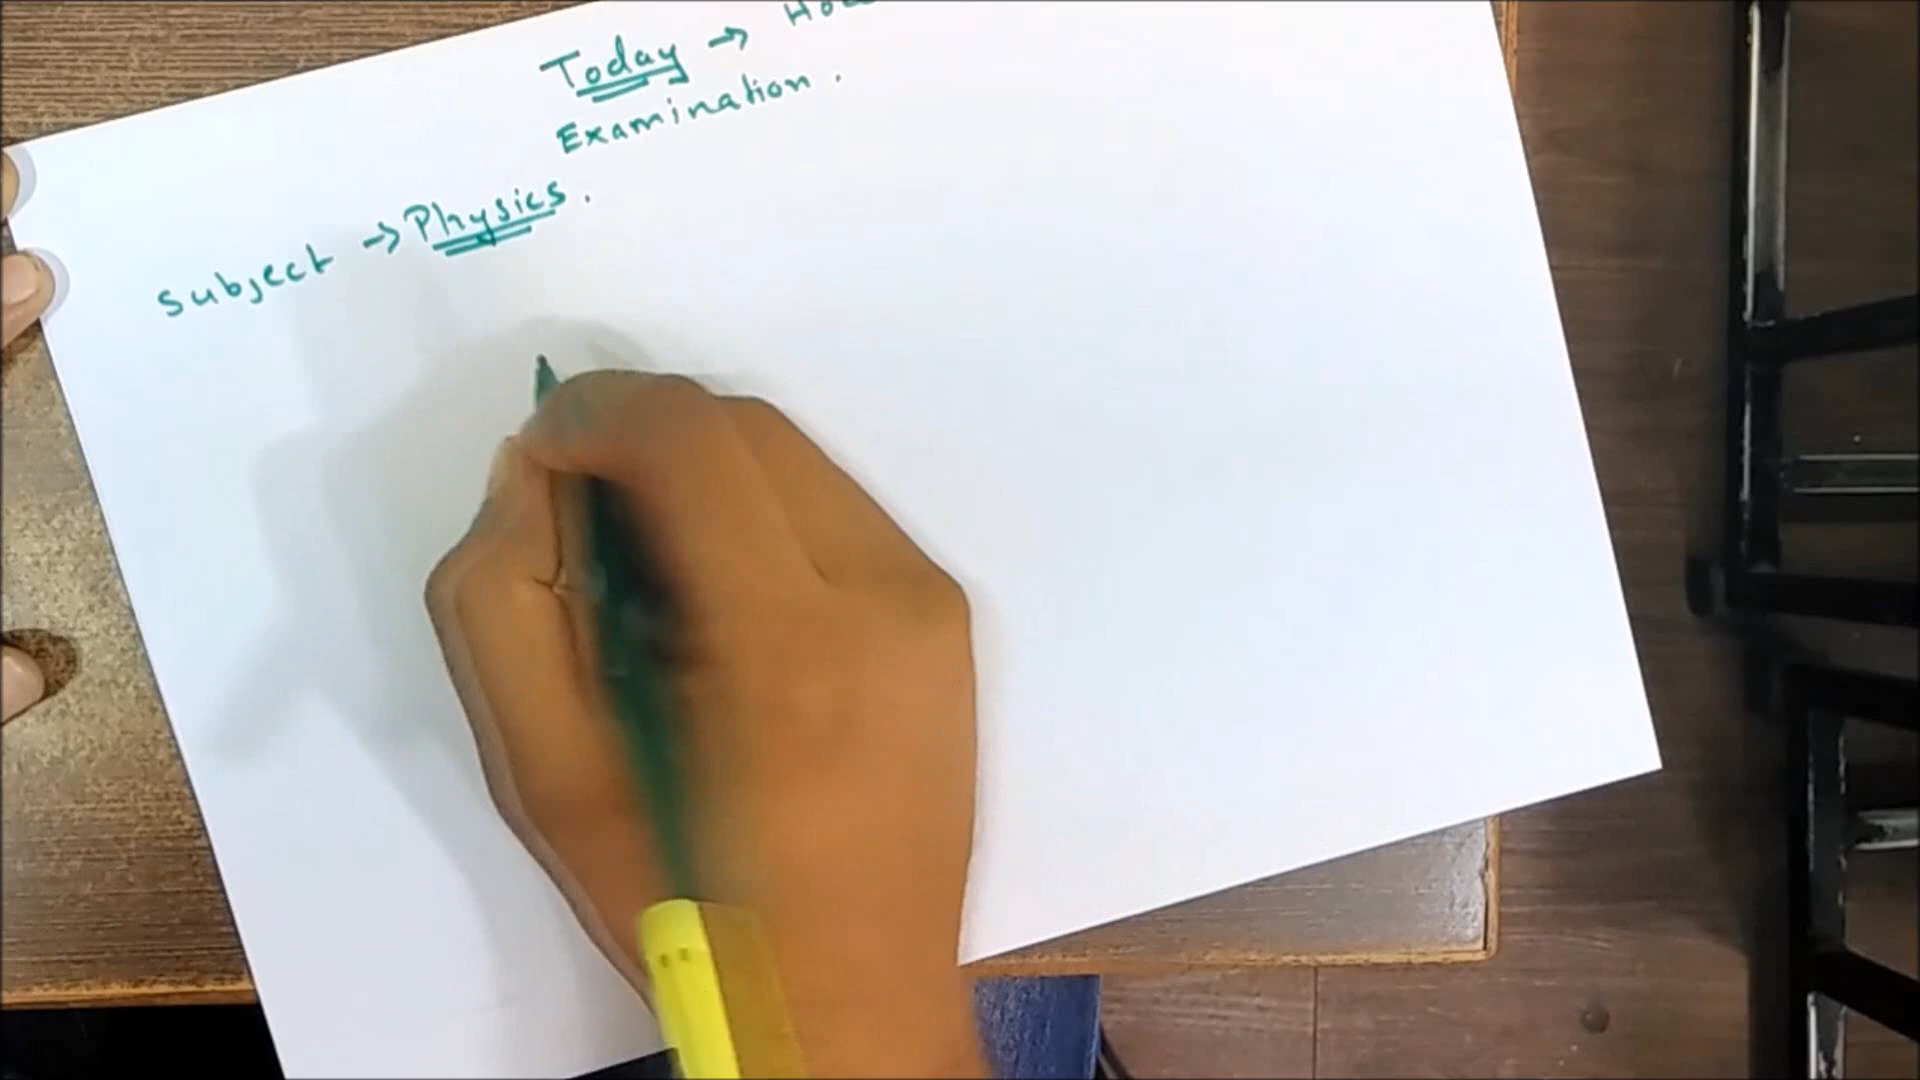 Today →
Examination.
Subject → Physics.